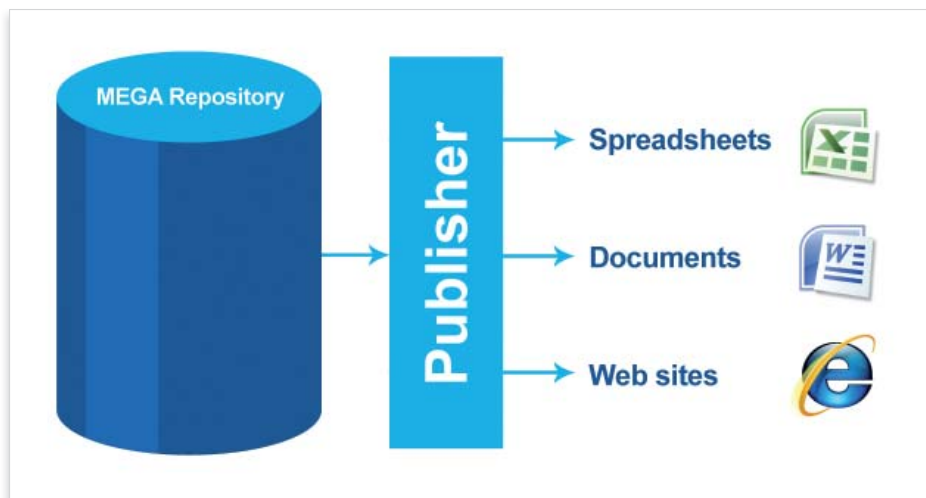 MEGA Repository
Publisher
Spreadsheets
Documents
Web sites